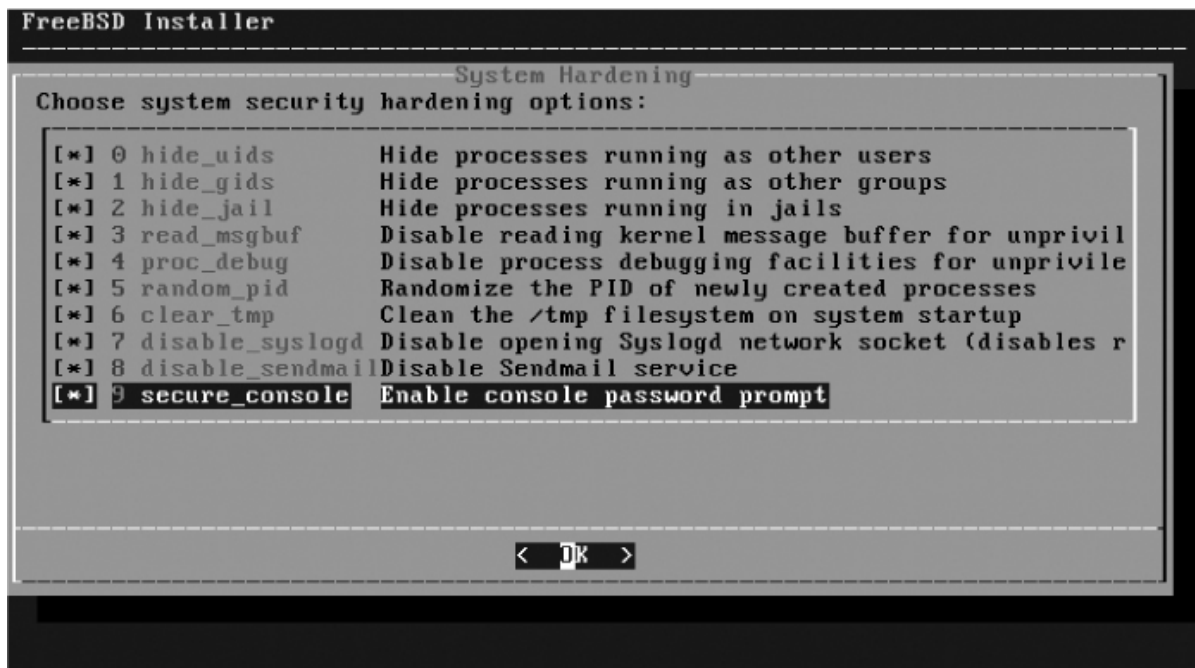 FreeBSD Installer
System Hardening
Choose system security hardening options:
[*] 0 hide_uids Hide processes running as other users
[*] 1 hide_gids Hide processes running as other groups
[*] 2 hide_jail Hide processes running in jails
[*] 3 read_msgbuf Disable reading kernel message buffer for unprivil
[*] 4 proc_debug Disable process debugging facilities for unprivile
[*] 5 random_pid Randomize the PID of newly created processes
[*] 6 clear_tmp Clean the /tmp filesystem on system startup
[*] 7 disable_syslogd Disable opening Syslogd network socket (disables r
[*] 8 disable_sendmailDisable Sendmail service
[*] 9 secure_console Enable console password prompt
< OK >